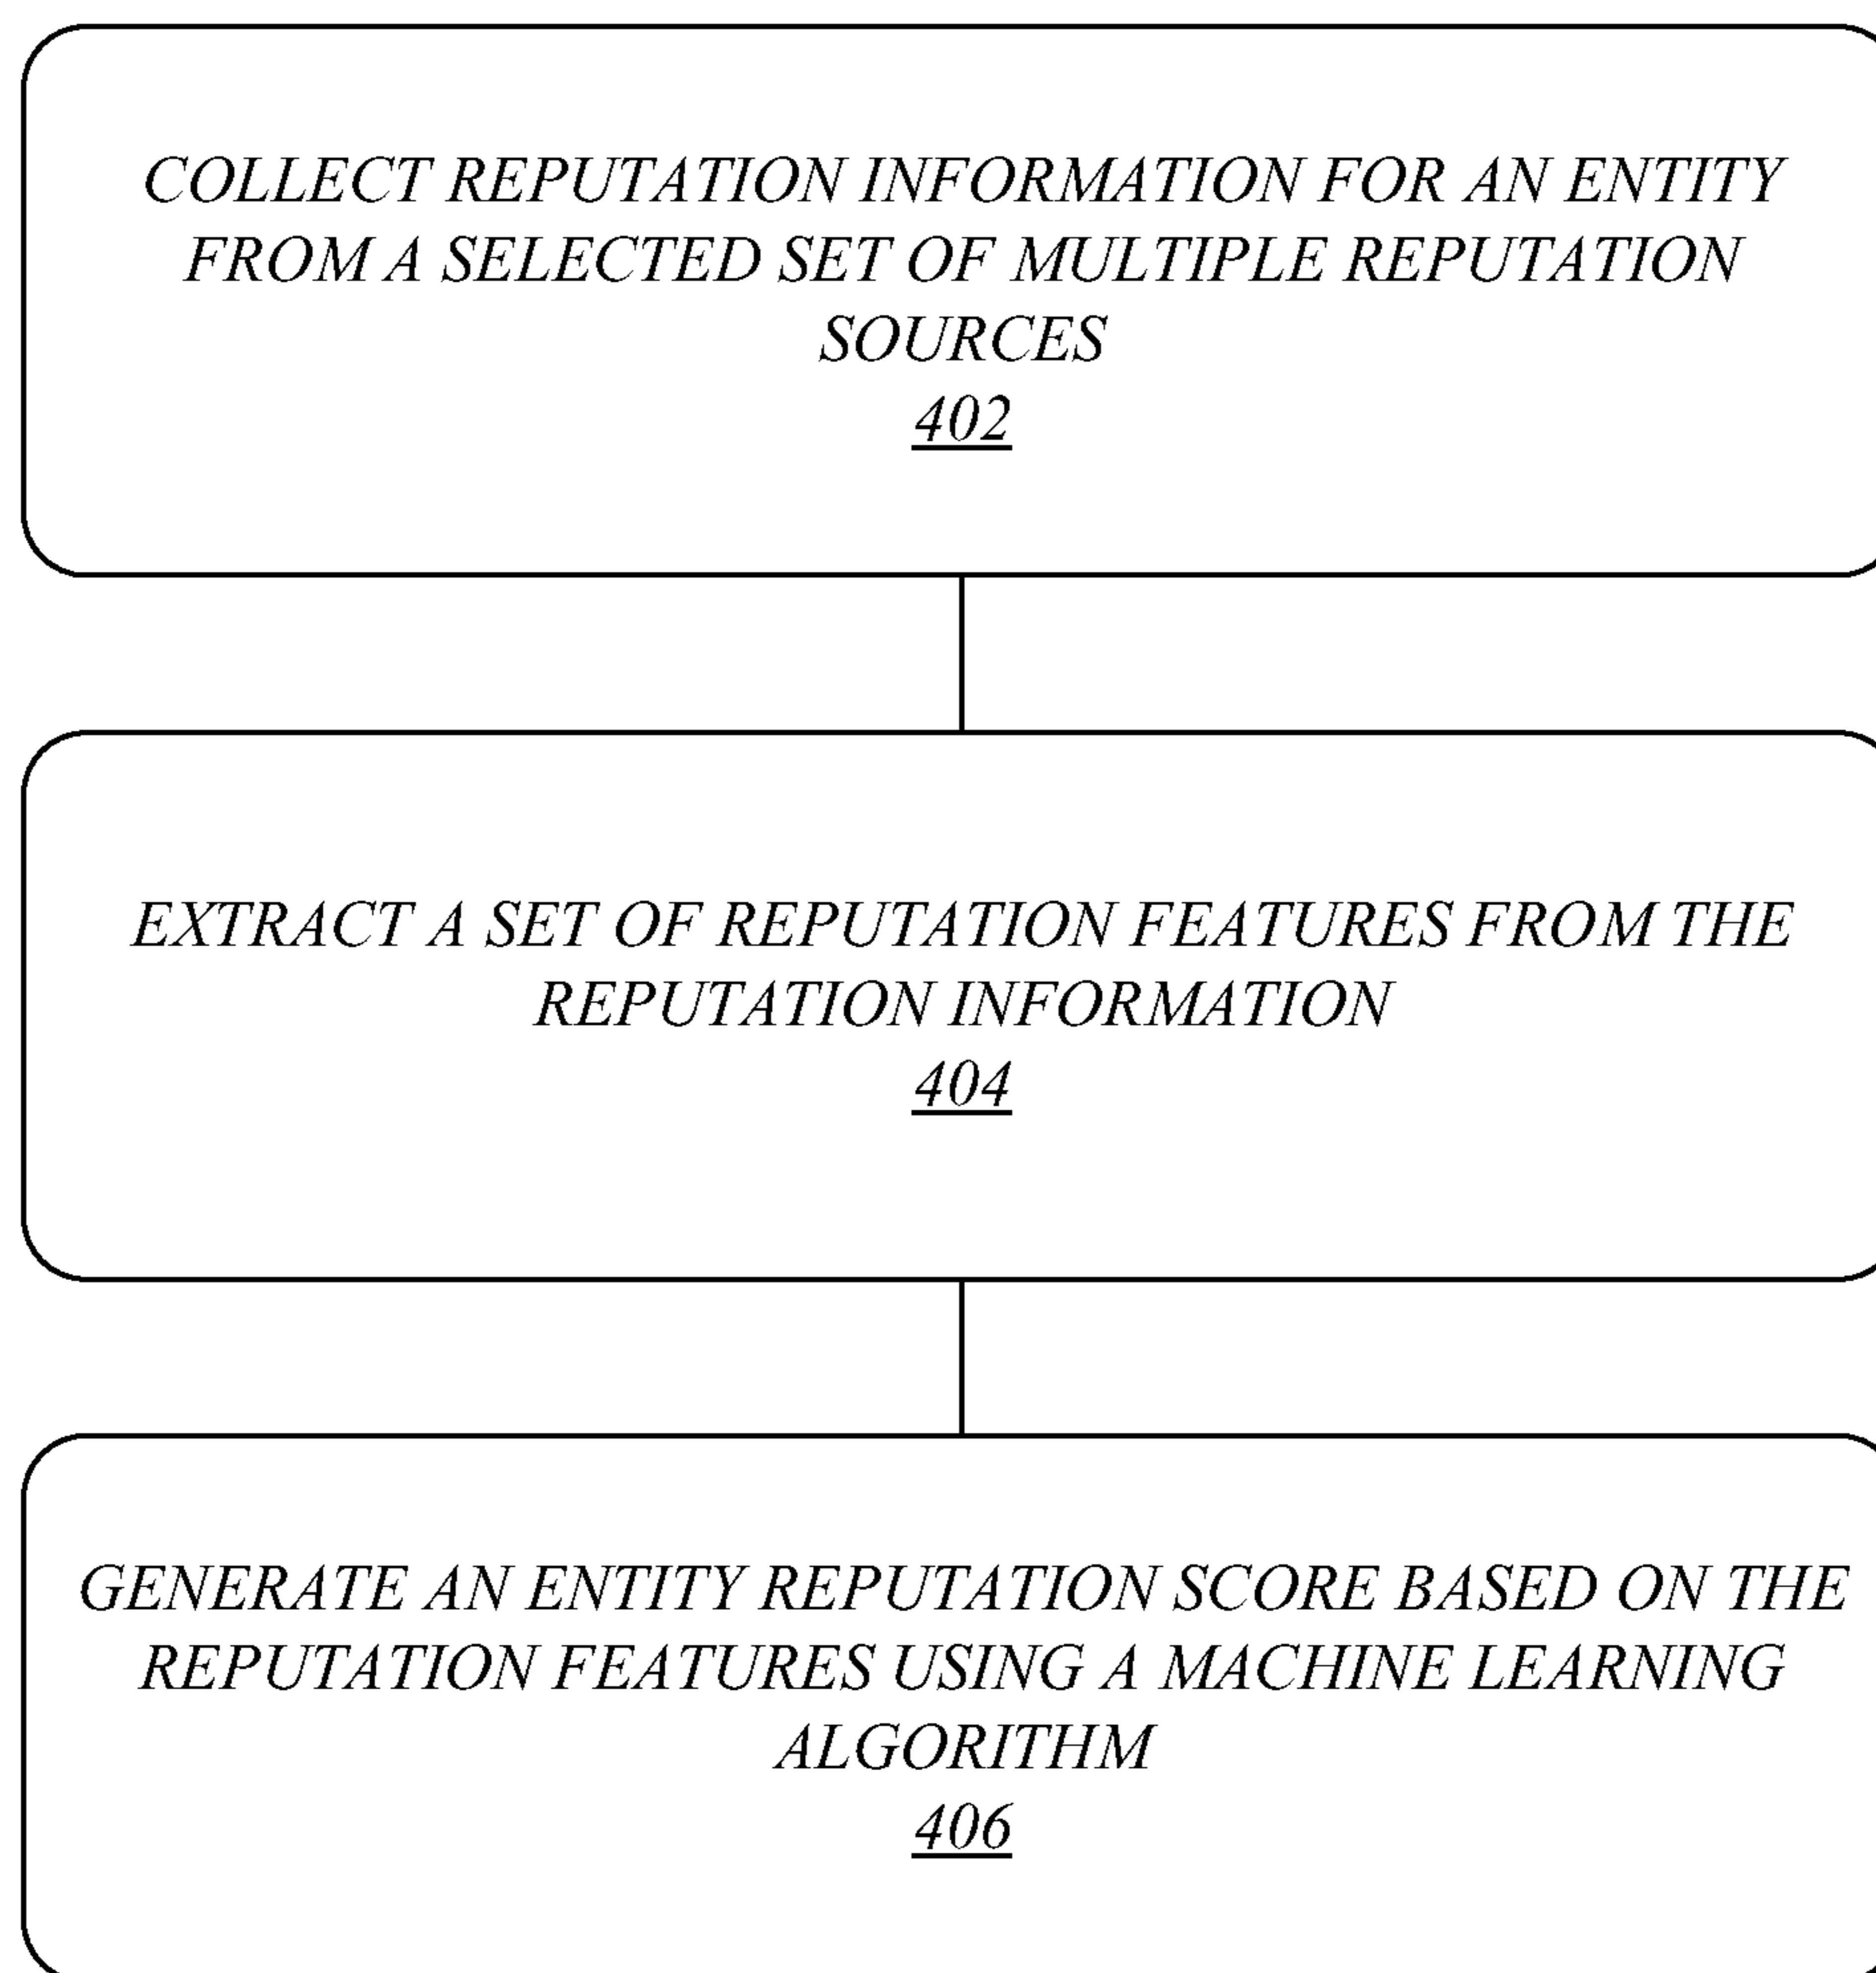 COLLECT REPUTATION INFORMATION FOR AN ENTITY
FROM A SELECTED SET OF MULTIPLE REPUTATION
SOURCES
402
EXTRACT A SET OF REPUTATION FEATURES FROM THE
REPUTATION INFORMATION
404
GENERATE AN ENTITY REPUTATION SCORE BASED ON THE
REPUTATION FEATURES USING A MACHINE LEARNING
ALGORITHM
406